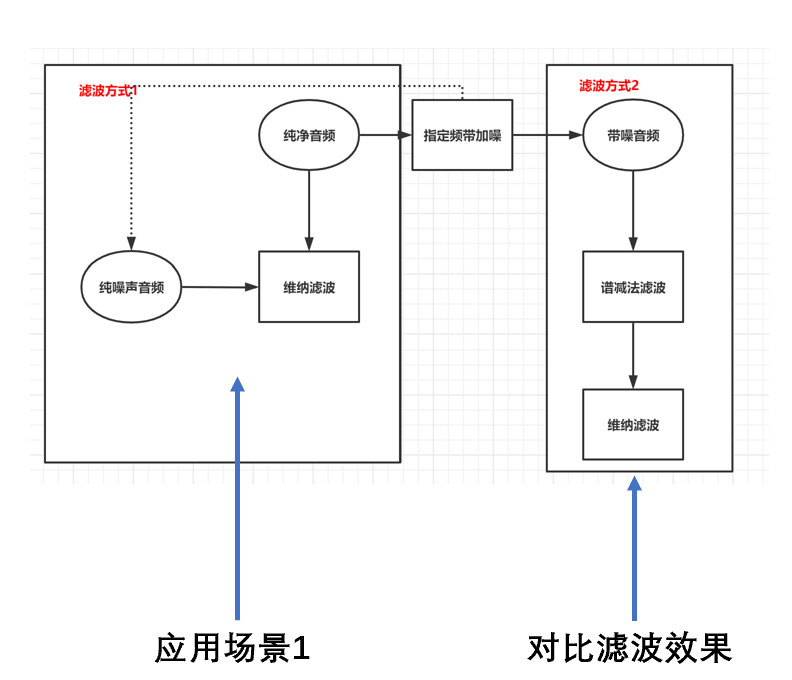 滤波方式1
滤波方式2
纯净音频
指定频带加噪
带噪音频
纯噪声音频
维纳滤波
谱减法滤波
维纳滤波
应用场景1
对比滤波效果